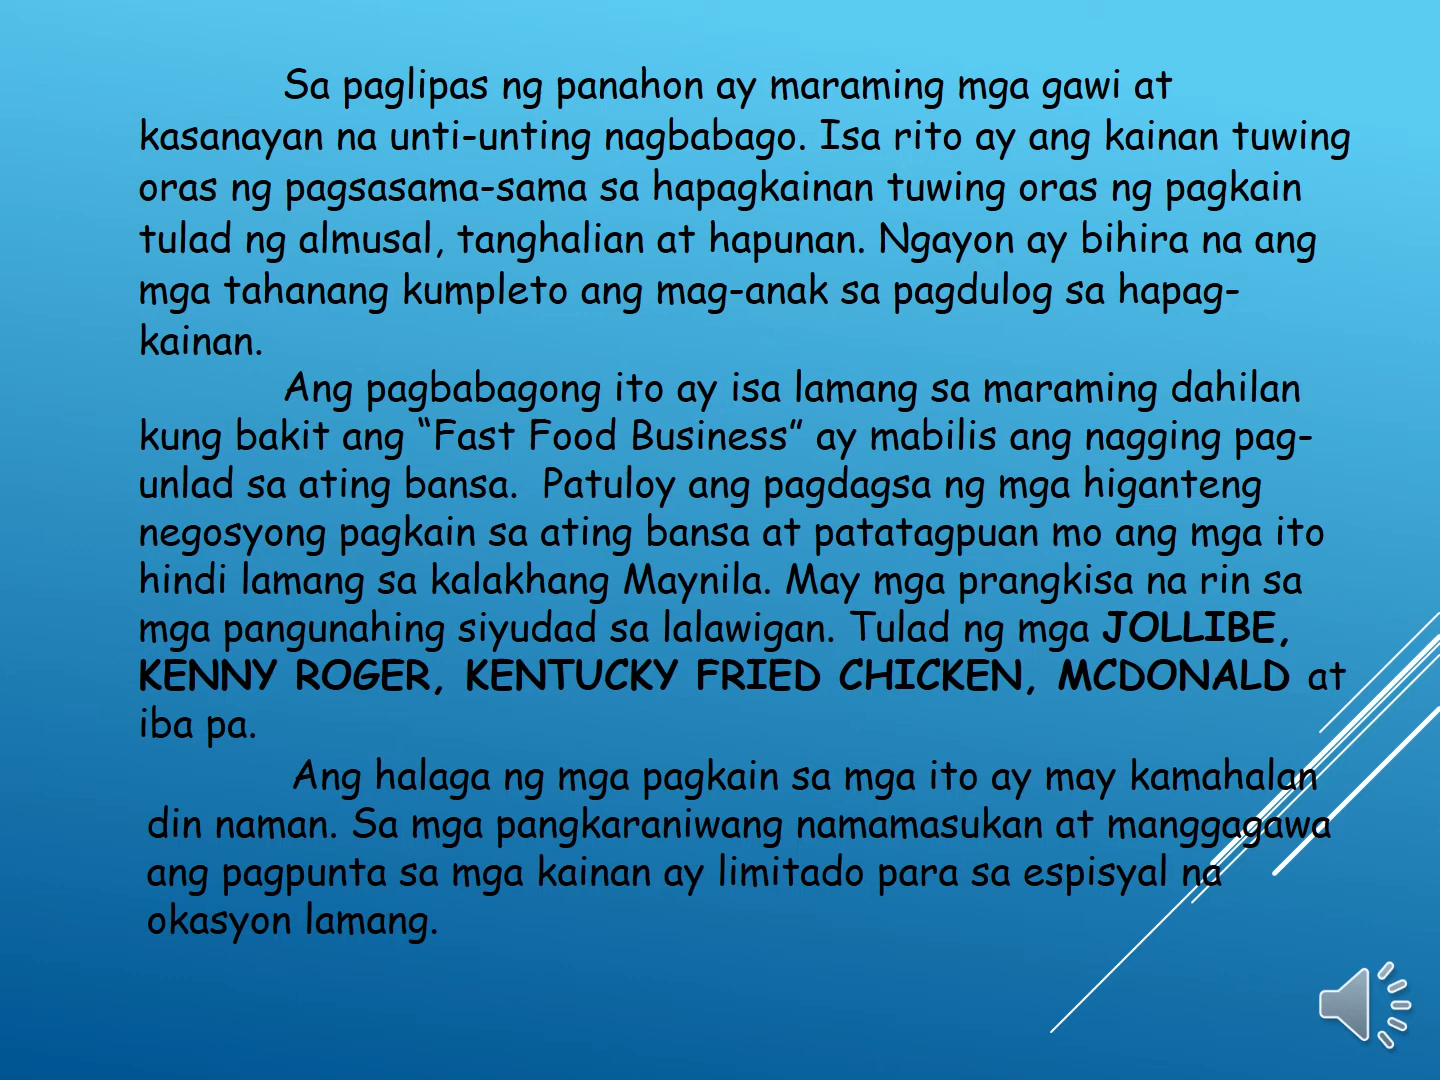 Sa paglipas ng panahon ay maraming mga gawi at
kasanayan na unti-unting nagbabago. Isa rito ay ang kainan tuwing
oras ng pagsasama-sama sa hapagkainan tuwing oras ng pagkain
tulad ng almusal, tanghalian at hapunan. Ngayon ay bihira na ang
mga tahanang kumpleto ang mag-anak sa pagdulog sa hapag-
kainan.
Ang pagbabagong ito ay isa lamang sa maraming dahilan
kung bakit ang “Fast Food Business” ay mabilis ang nagging pag-
unlad sa ating bansa. Patuloy ang pagdagsa ng mga higanteng
negosyong pagkain sa ating bansa at patatagpuan mo ang mga ito
hindi lamang sa kalakhang Maynila. May mga prangkisa na rin sa
mga pangunahing siyudad sa lalawigan. Tulad ng mga JOLLIBE,
KENNY ROGER, KENTUCKY FRIED CHICKEN, MCDONALD at
iba pa.
Ang halaga ng mga pagkain sa mga ito ay may kamahalan
din naman. Sa mga pangkaraniwang namamasukan at manggagawa
ang pagpunta sa mga kainan ay limitado para sa espisyal na
okasyon lamang.